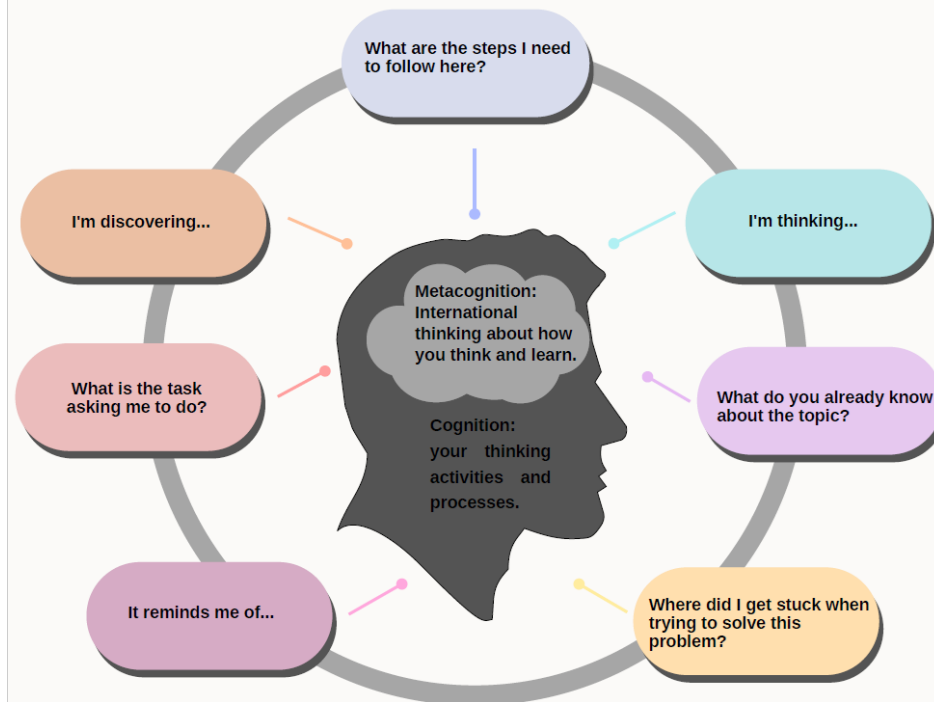 What are the steps I need
to follow here?
I'm discovering...
I'm thinking...
Metacognition:
International
thinking about how
you think and learn.
What is the task
asking me to do?
What do you already know
about the topic?
Cognition:
your thinking
activities and
processes.
It reminds me of...
Where did I get stuck when
trying to solve this
problem?